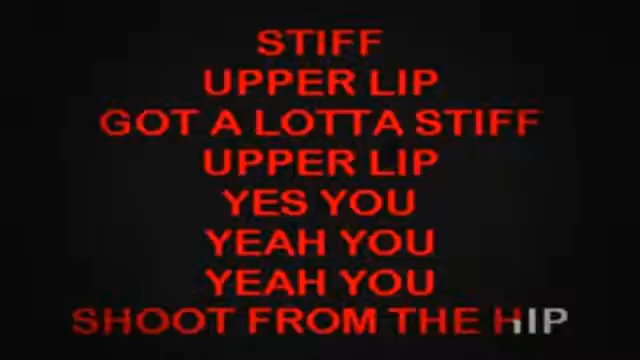 STIFF
UPPER LIP
GOT A LOTTA STIFF
UPPER LIP
YES YOU
YEAH YOU
YEAH YOU
SHOOT FROM THE HIP